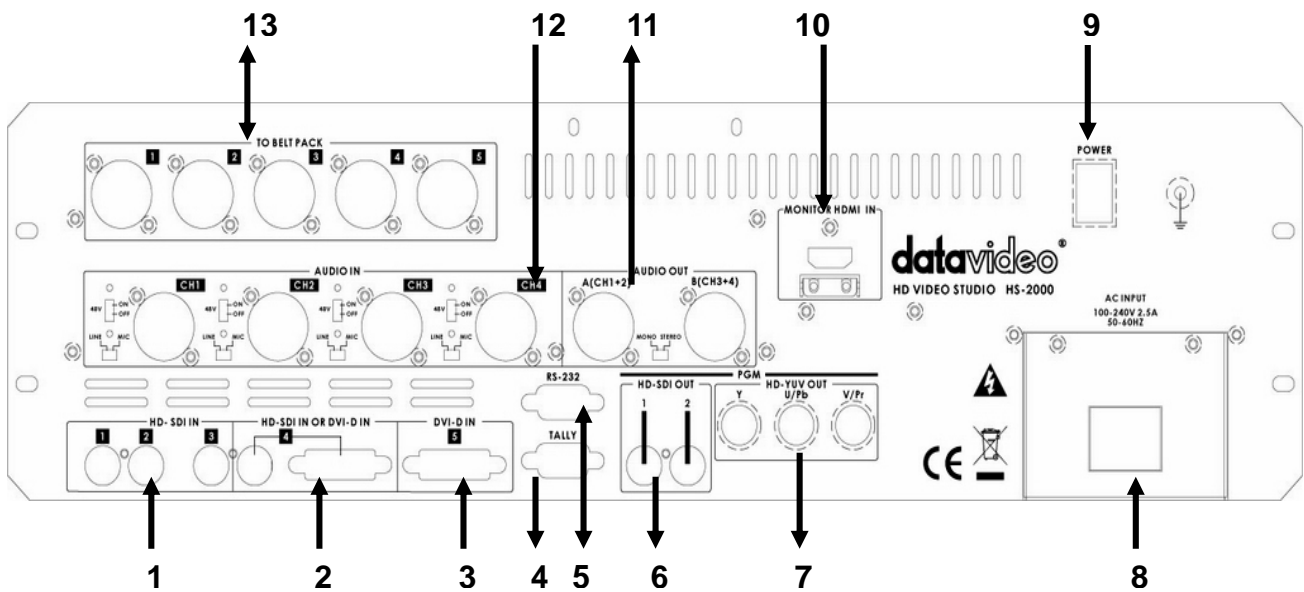 13 12 11 10 9
TO BELT PACK
1 2 3 4 5
POWER
MONITOR HDMI IN
datavideo®
HD VIDEO STUDIO HS-2000
AUDIO IN
CH1 CH2 CH3 CH4
48V ON OFF 48V ON OFF 48V ON OFF 48V ON OFF
LINE MIC LINE MIC LINE MIC LINE MIC
AUDIO OUT
A(CH1+2) B(CH3+4)
MONO STEREO
AC INPUT
100-240V 2.5A
50-60HZ
RS-232
TALLY
PGM
HD-SDI OUT
1 2
HD-YUV OUT
Y U/Pb V/Pr
HD- SDI IN
1 2 3
HD-SDI IN OR DVI-D IN
4
DVI-D IN
5
CE
1 2 3 4 5 6 7 8